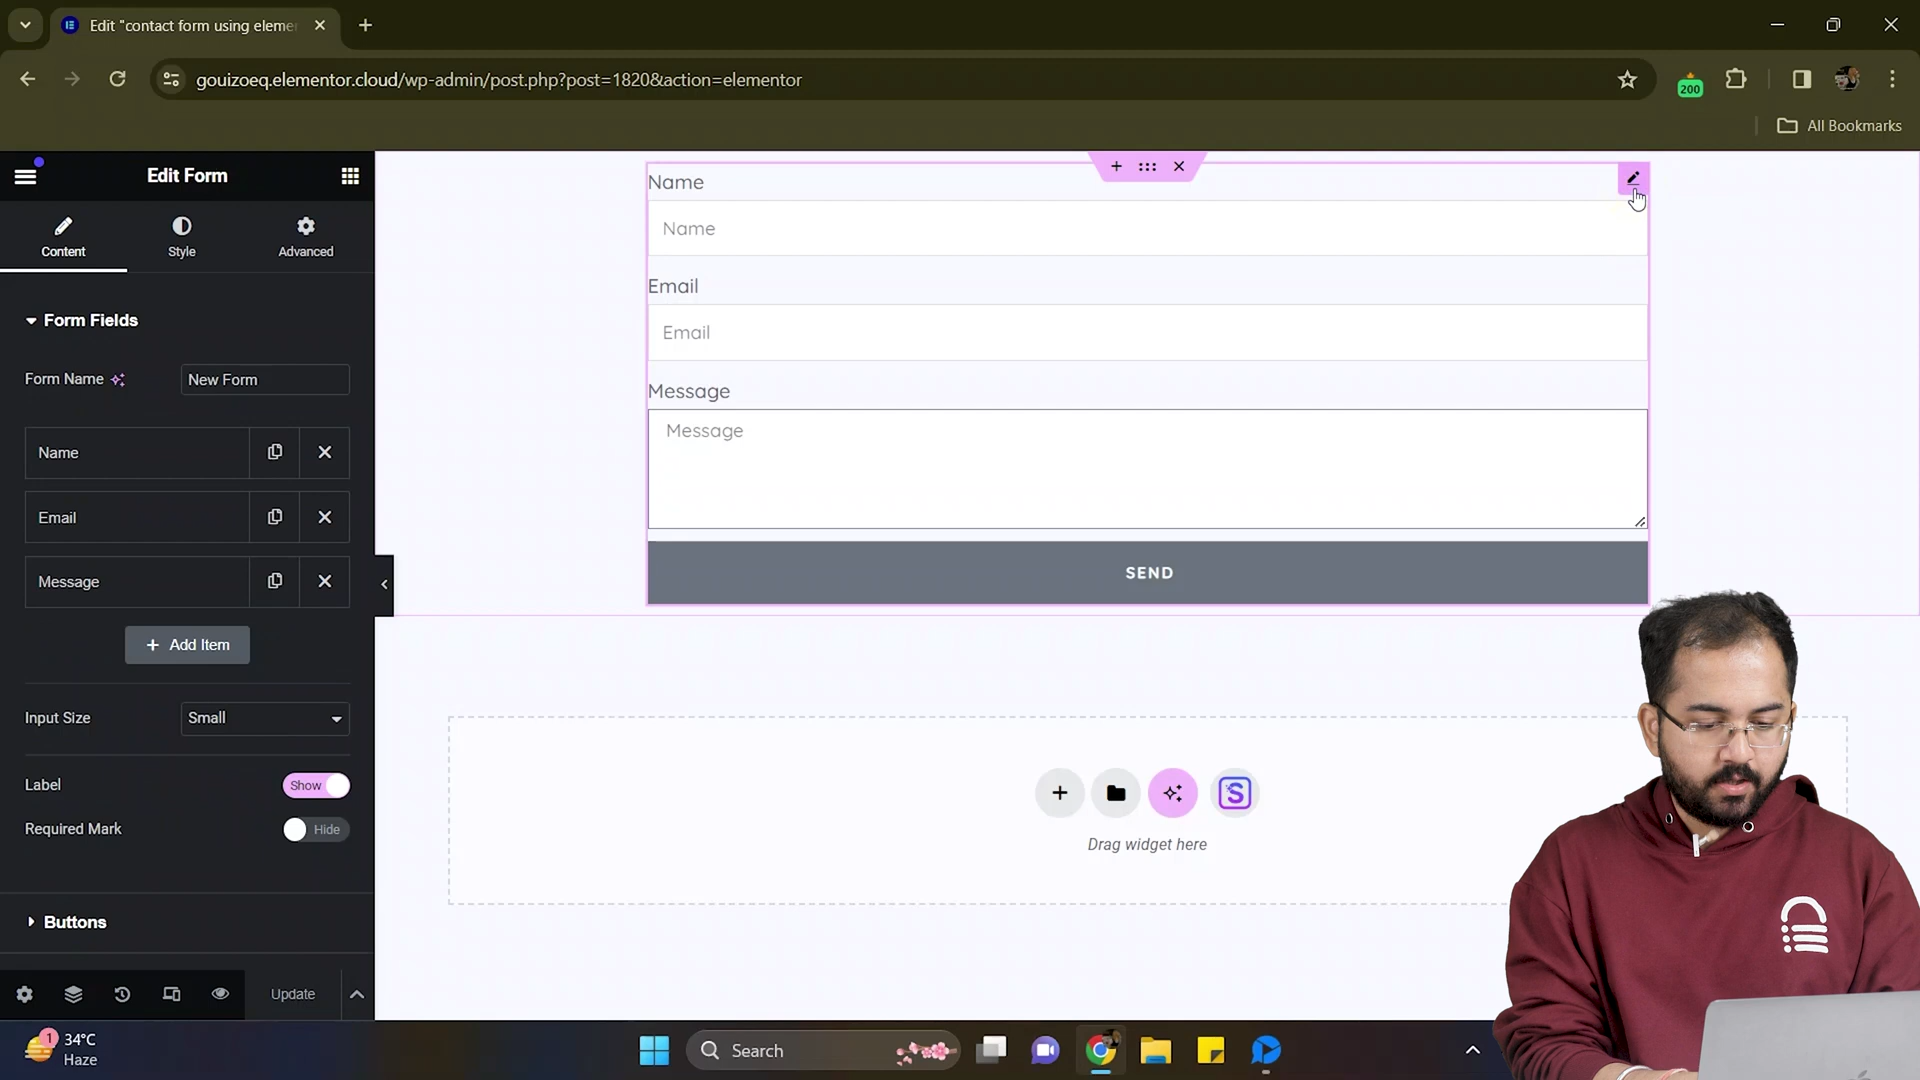 Edit "contact form using eleme
gouizoeq.elementor.cloud/wp-admin/post.php?post=1820&action=elementor
200
All Bookmarks
Edit Form
Content
Style
Advanced
Form Fields
Form Name
New Form
Name
Email
Message
Add Item
Input Size
Small
Label
Show
Required Mark
Hide
Buttons
Update
Name
Name
Email
Email
Message
Message
SEND
S
Drag widget here
1
34°C
Haze
Search